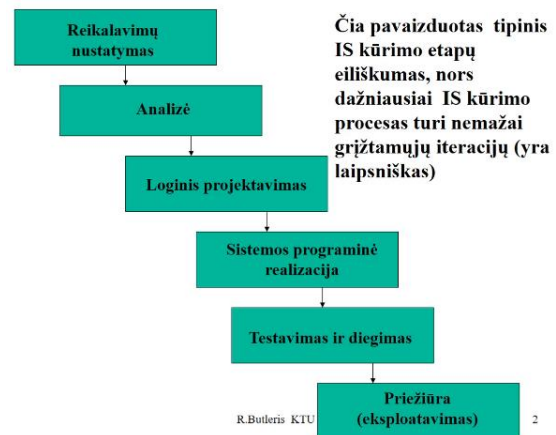 Reikalavimų
nustatymas
Čia pavaizduotas tipinis
IS kūrimo etapų
eiliškumas, nors
dažniausiai IS kūrimo
procesas turi nemažai
grįžtamųjų iteracijų (yra
laipsniškas)
Analizė
Loginis projektavimas
Sistemos programinė
realizacija
Testavimas ir diegimas
Priežiūra
(eksploatavimas)
R.Butleris KTU
2